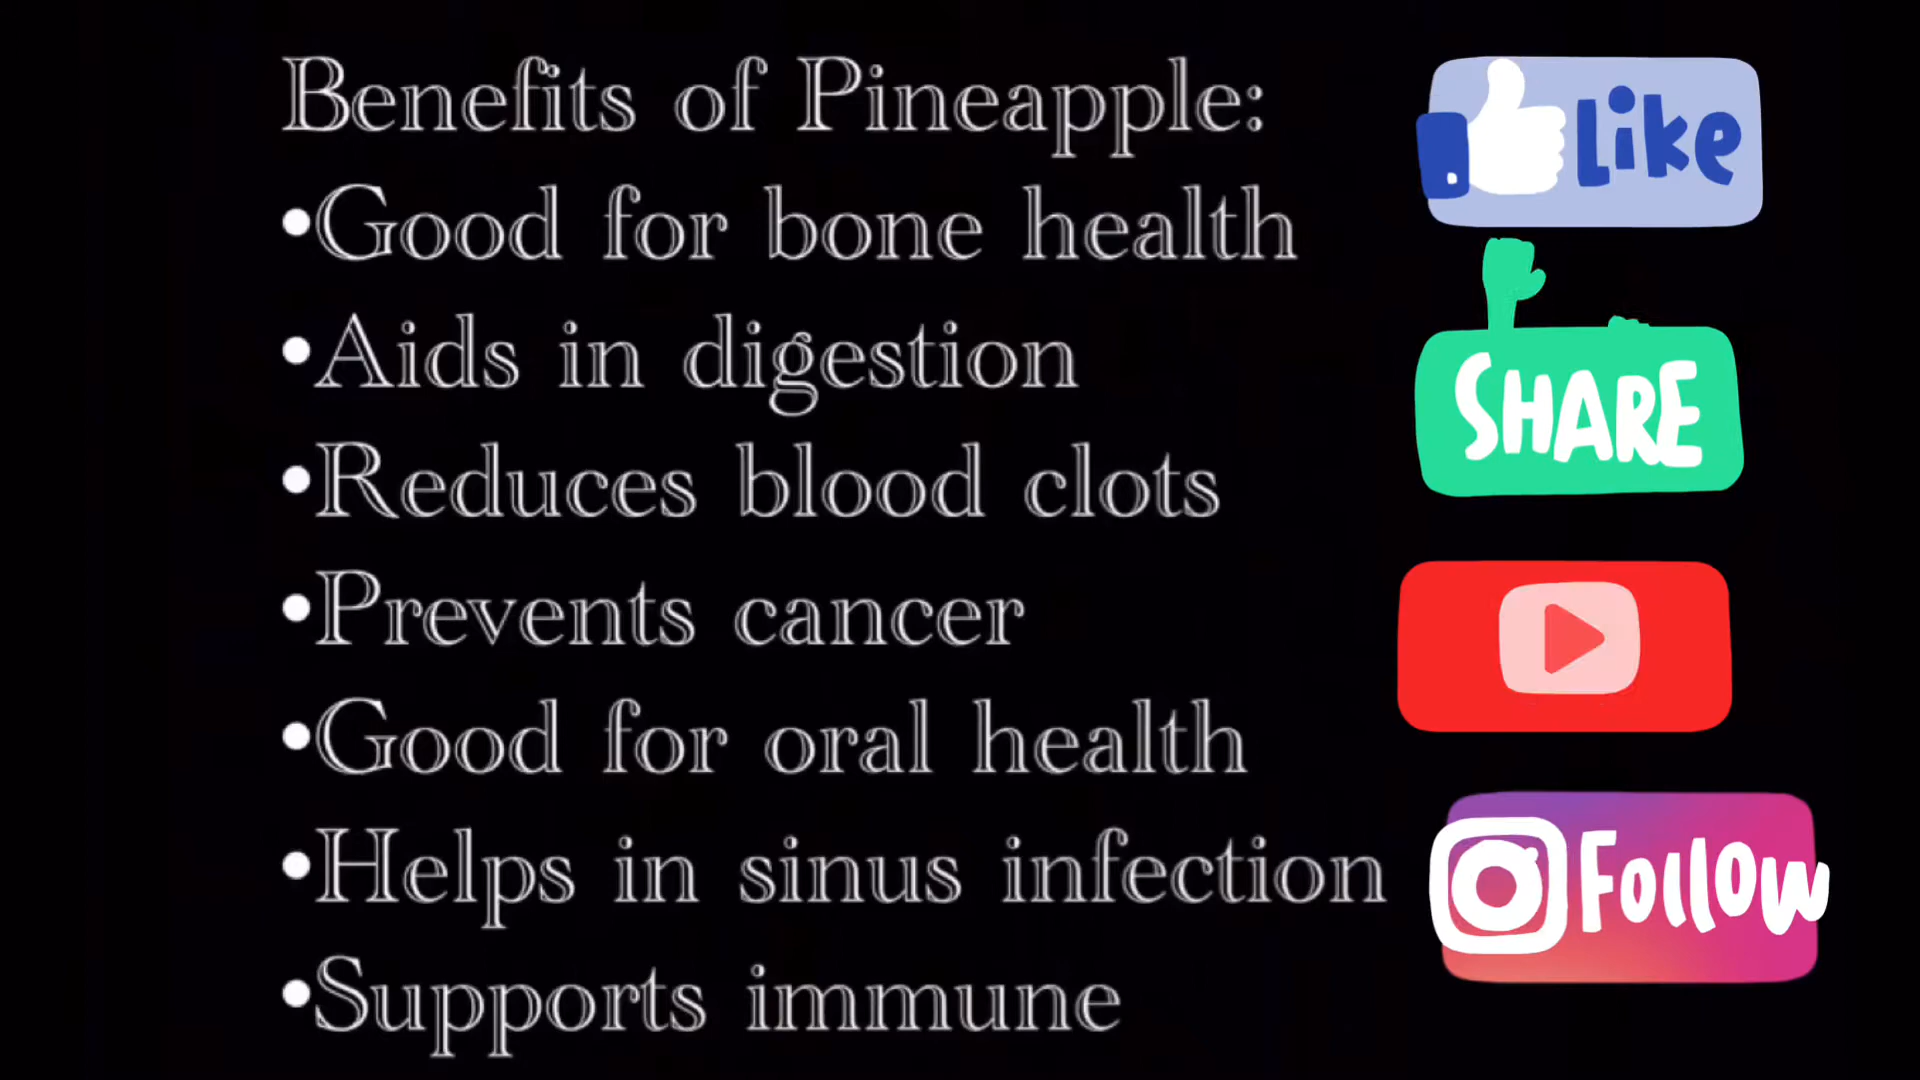 Benefits of Pineapple:
•Good for bone health
•Aids in digestion
•Reduces blood clots
•Prevents cancer
•Good for oral health
•Helps in sinus infection
•Supports immune
Like
SHARE
Follow